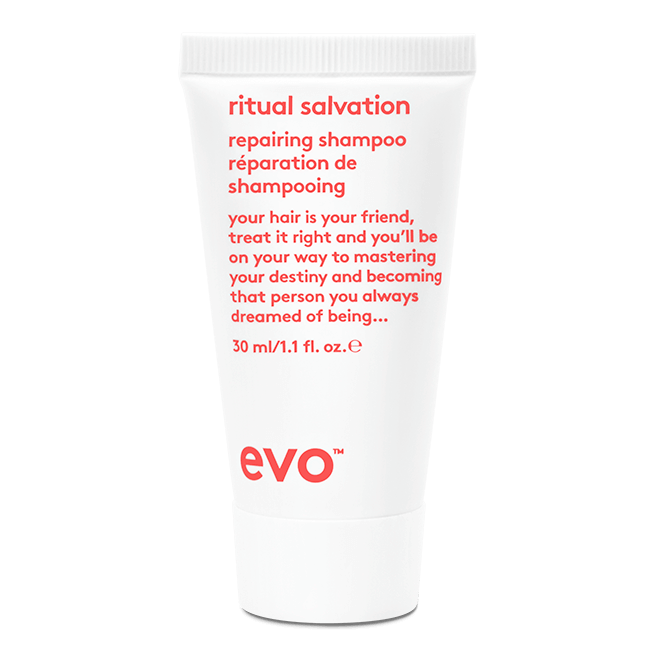 ritual salvation
repairing shampoo
réparation de
shampooing
your hair is your friend,
treat it right and you'll be
on your way to mastering
your destiny and becoming
that person you always
dreamed of being...
30 ml/1.1 fl. oz.℮
evo™